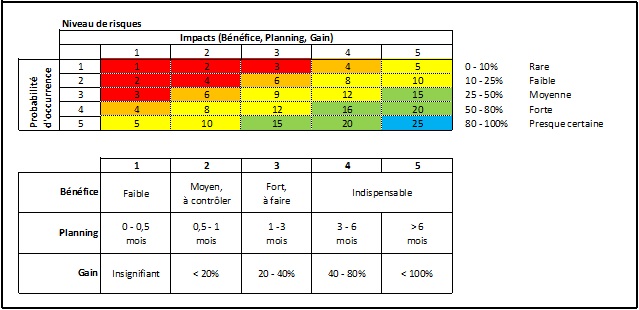 Niveau de risques
Impacts (Bénéfice, Planning, Gain)
1 2 3 4 5
Probabilité d'occurrence
1 1 2 3 4 5 0 - 10% Rare
2 2 4 6 8 10 10 - 25% Faible
3 3 6 9 12 15 25 - 50% Moyenne
4 4 8 12 16 20 50 - 80% Forte
5 5 10 15 20 25 80 - 100% Presque certaine
1 2 3 4 5
Bénéfice Faible Moyen, à contrôler Fort, à faire Indispensable
Planning 0 - 0,5 mois 0,5 - 1 mois 1 -3 mois 3 - 6 mois >6 mois
Gain Insignifiant < 20% 20 - 40% 40 - 80% < 100%